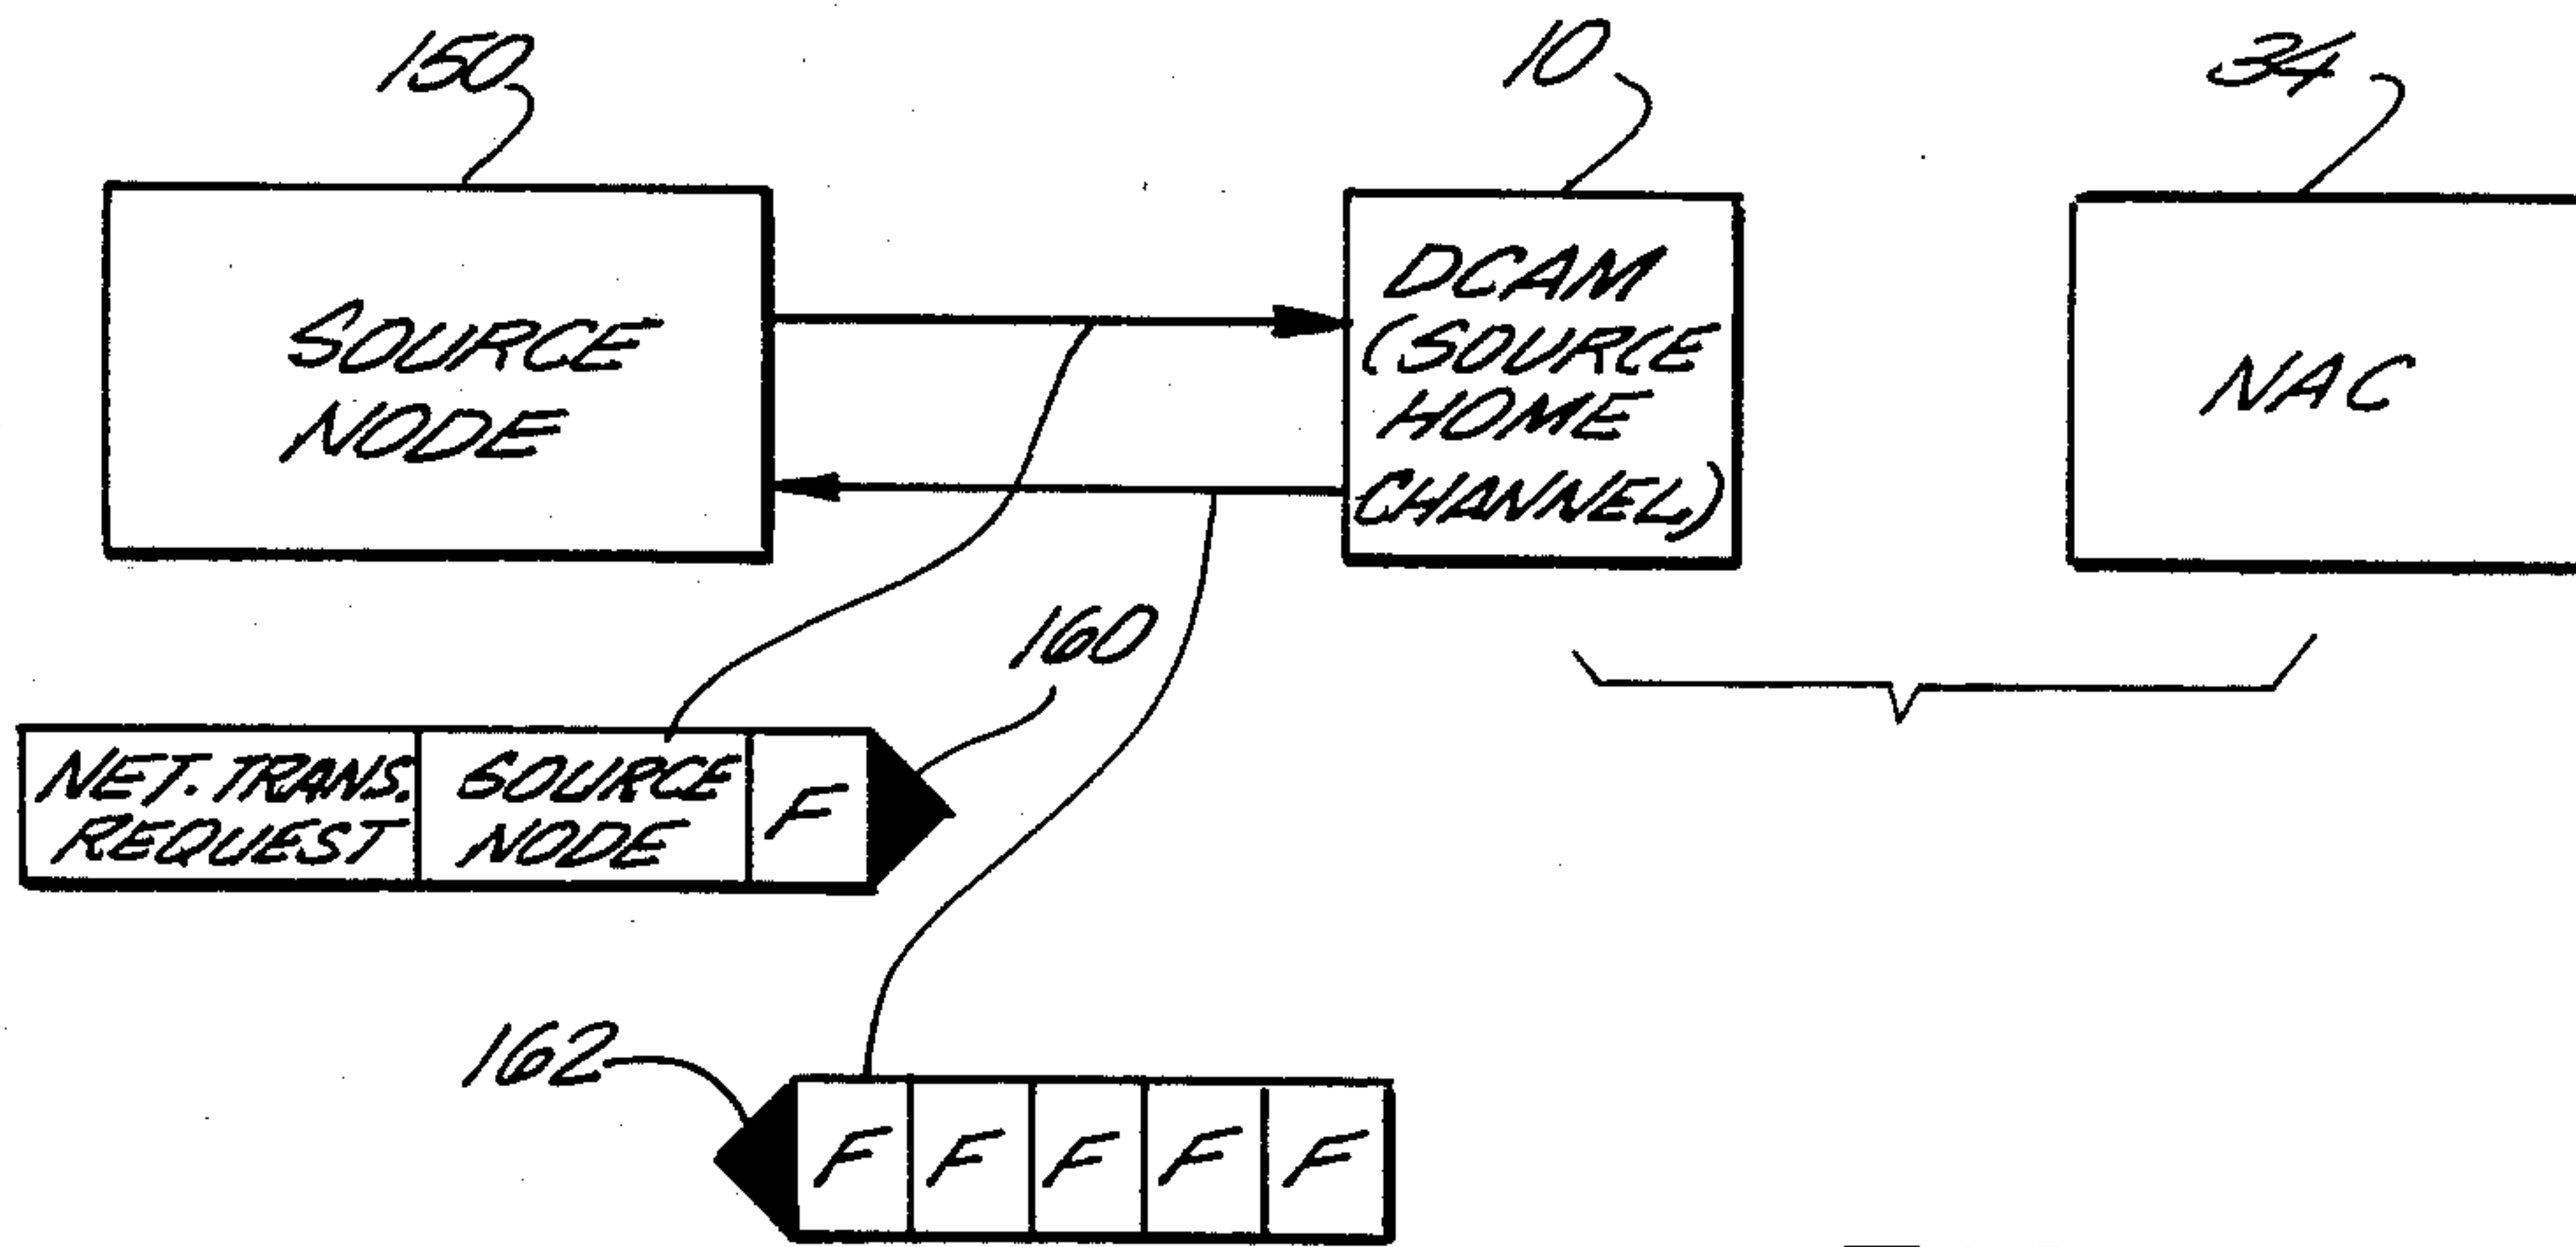 150
10
34
SOURCE
NODE
DCAM
(SOURCE
HOME
CHANNEL)
NAC
160
NET. TRANS.
REQUEST
SOURCE
NODE
F
162
F F F F F